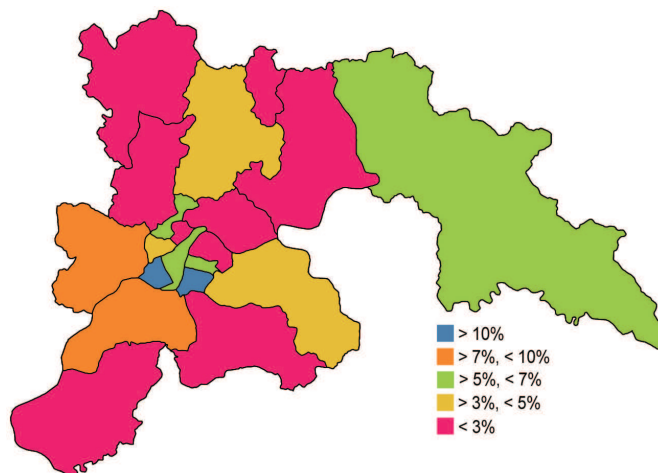 > 10%
> 7%, < 10%
> 5%, < 7%
> 3%, < 5%
< 3%